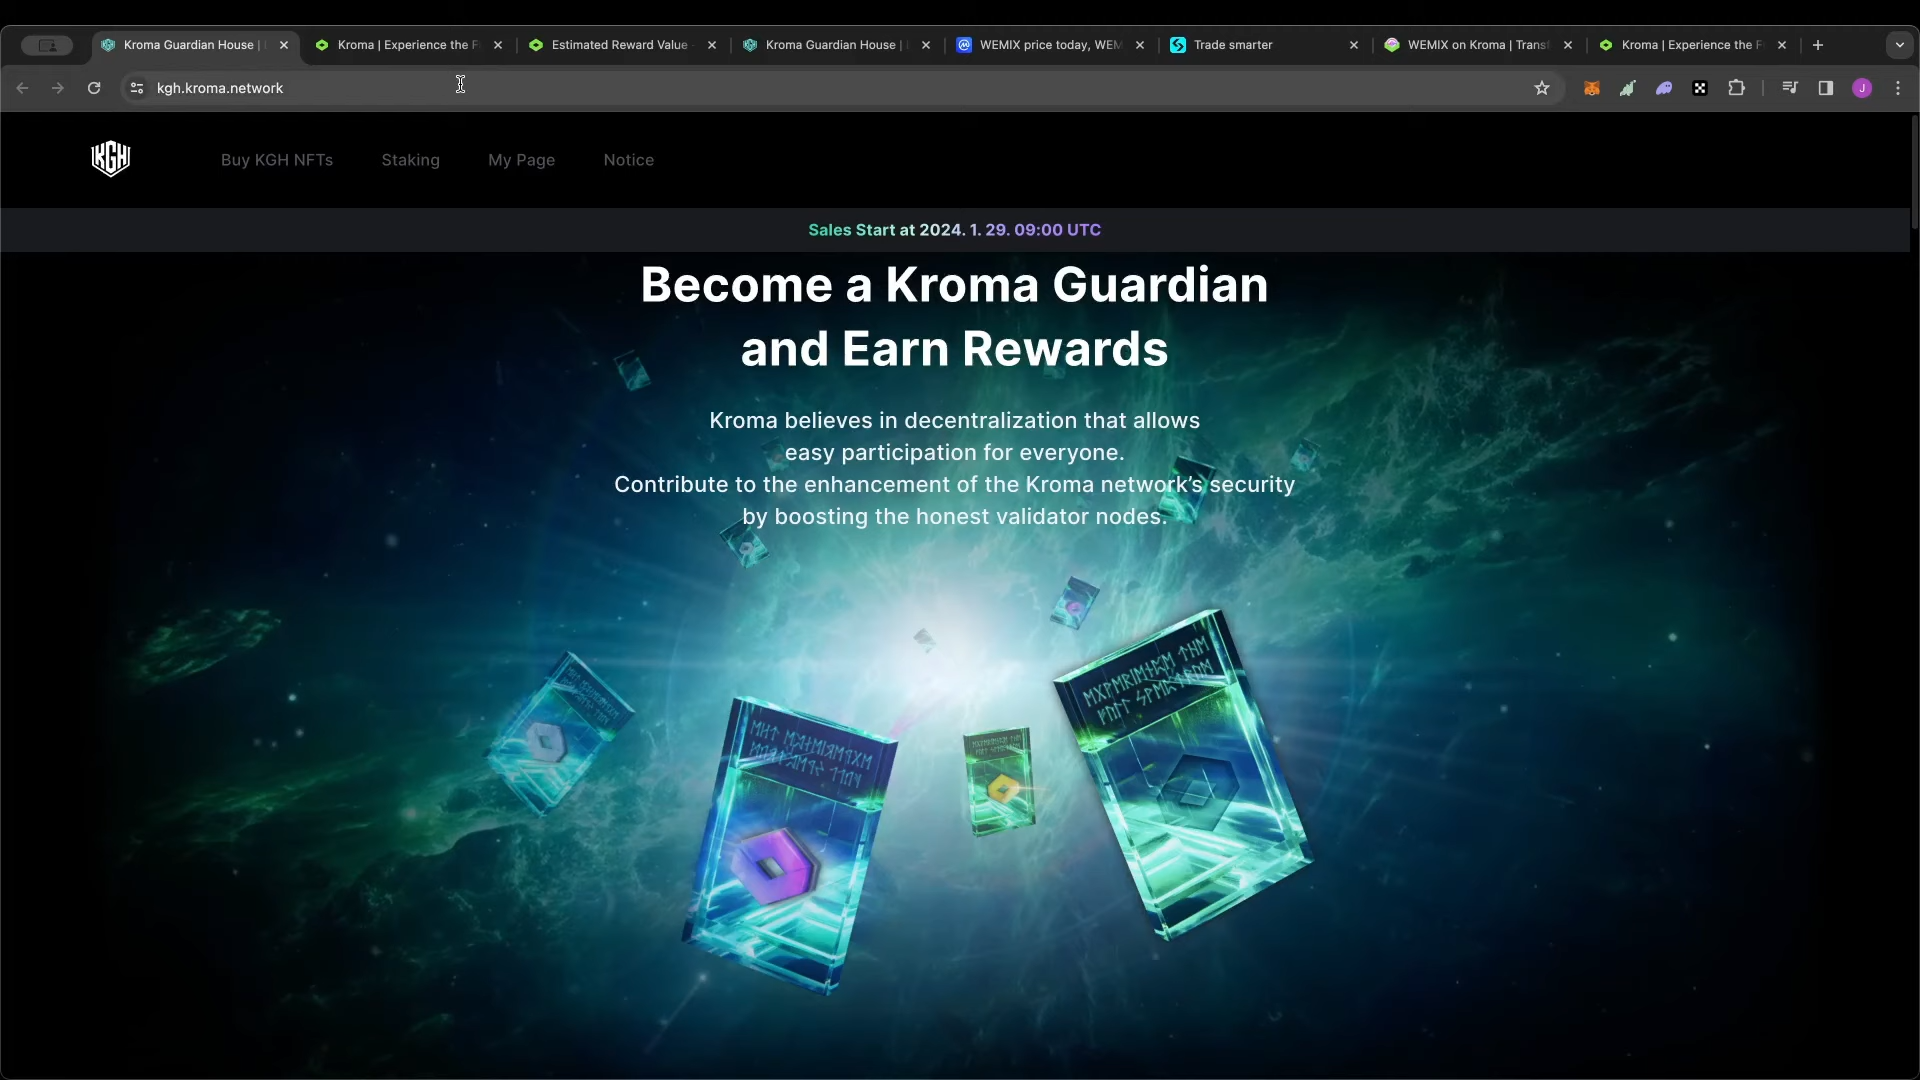 Kroma Guardian House |
Kroma | Experience the F
Estimated Reward Value
Kroma Guardian House |
WEMIX price today, WEM
Trade smarter
WEMIX on Kroma | Transf
Kroma | Experience the F
kgh.kroma.network
J
KGH
Buy KGH NFTs
Staking
My Page
Notice
Sales Start at 2024. 1. 29. 09:00 UTC
Become a Kroma Guardian
and Earn Rewards
Kroma believes in decentralization that allows
easy participation for everyone.
Contribute to the enhancement of the Kroma network’s security
by boosting the honest validator nodes.